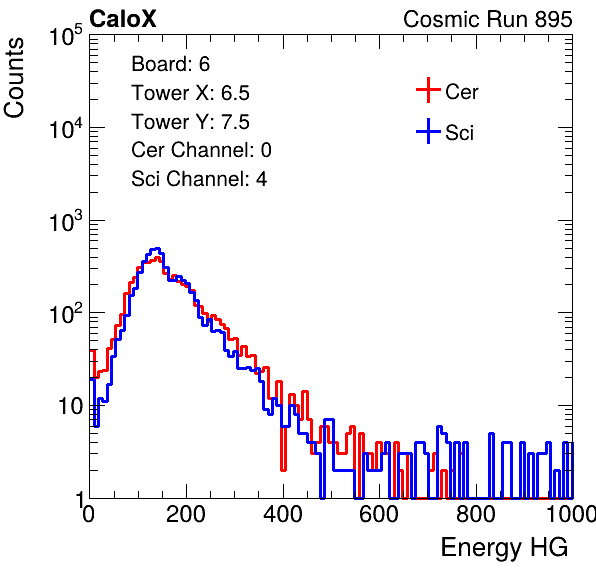 CaloX Cosmic Run 895
Counts
10^5
10^4
10^3
10^2
10
1
Board: 6
Tower X: 6.5
Tower Y: 7.5
Cer Channel: 0
Sci Channel: 4
Cer
Sci
0 200 400 600 800 1000
Energy HG